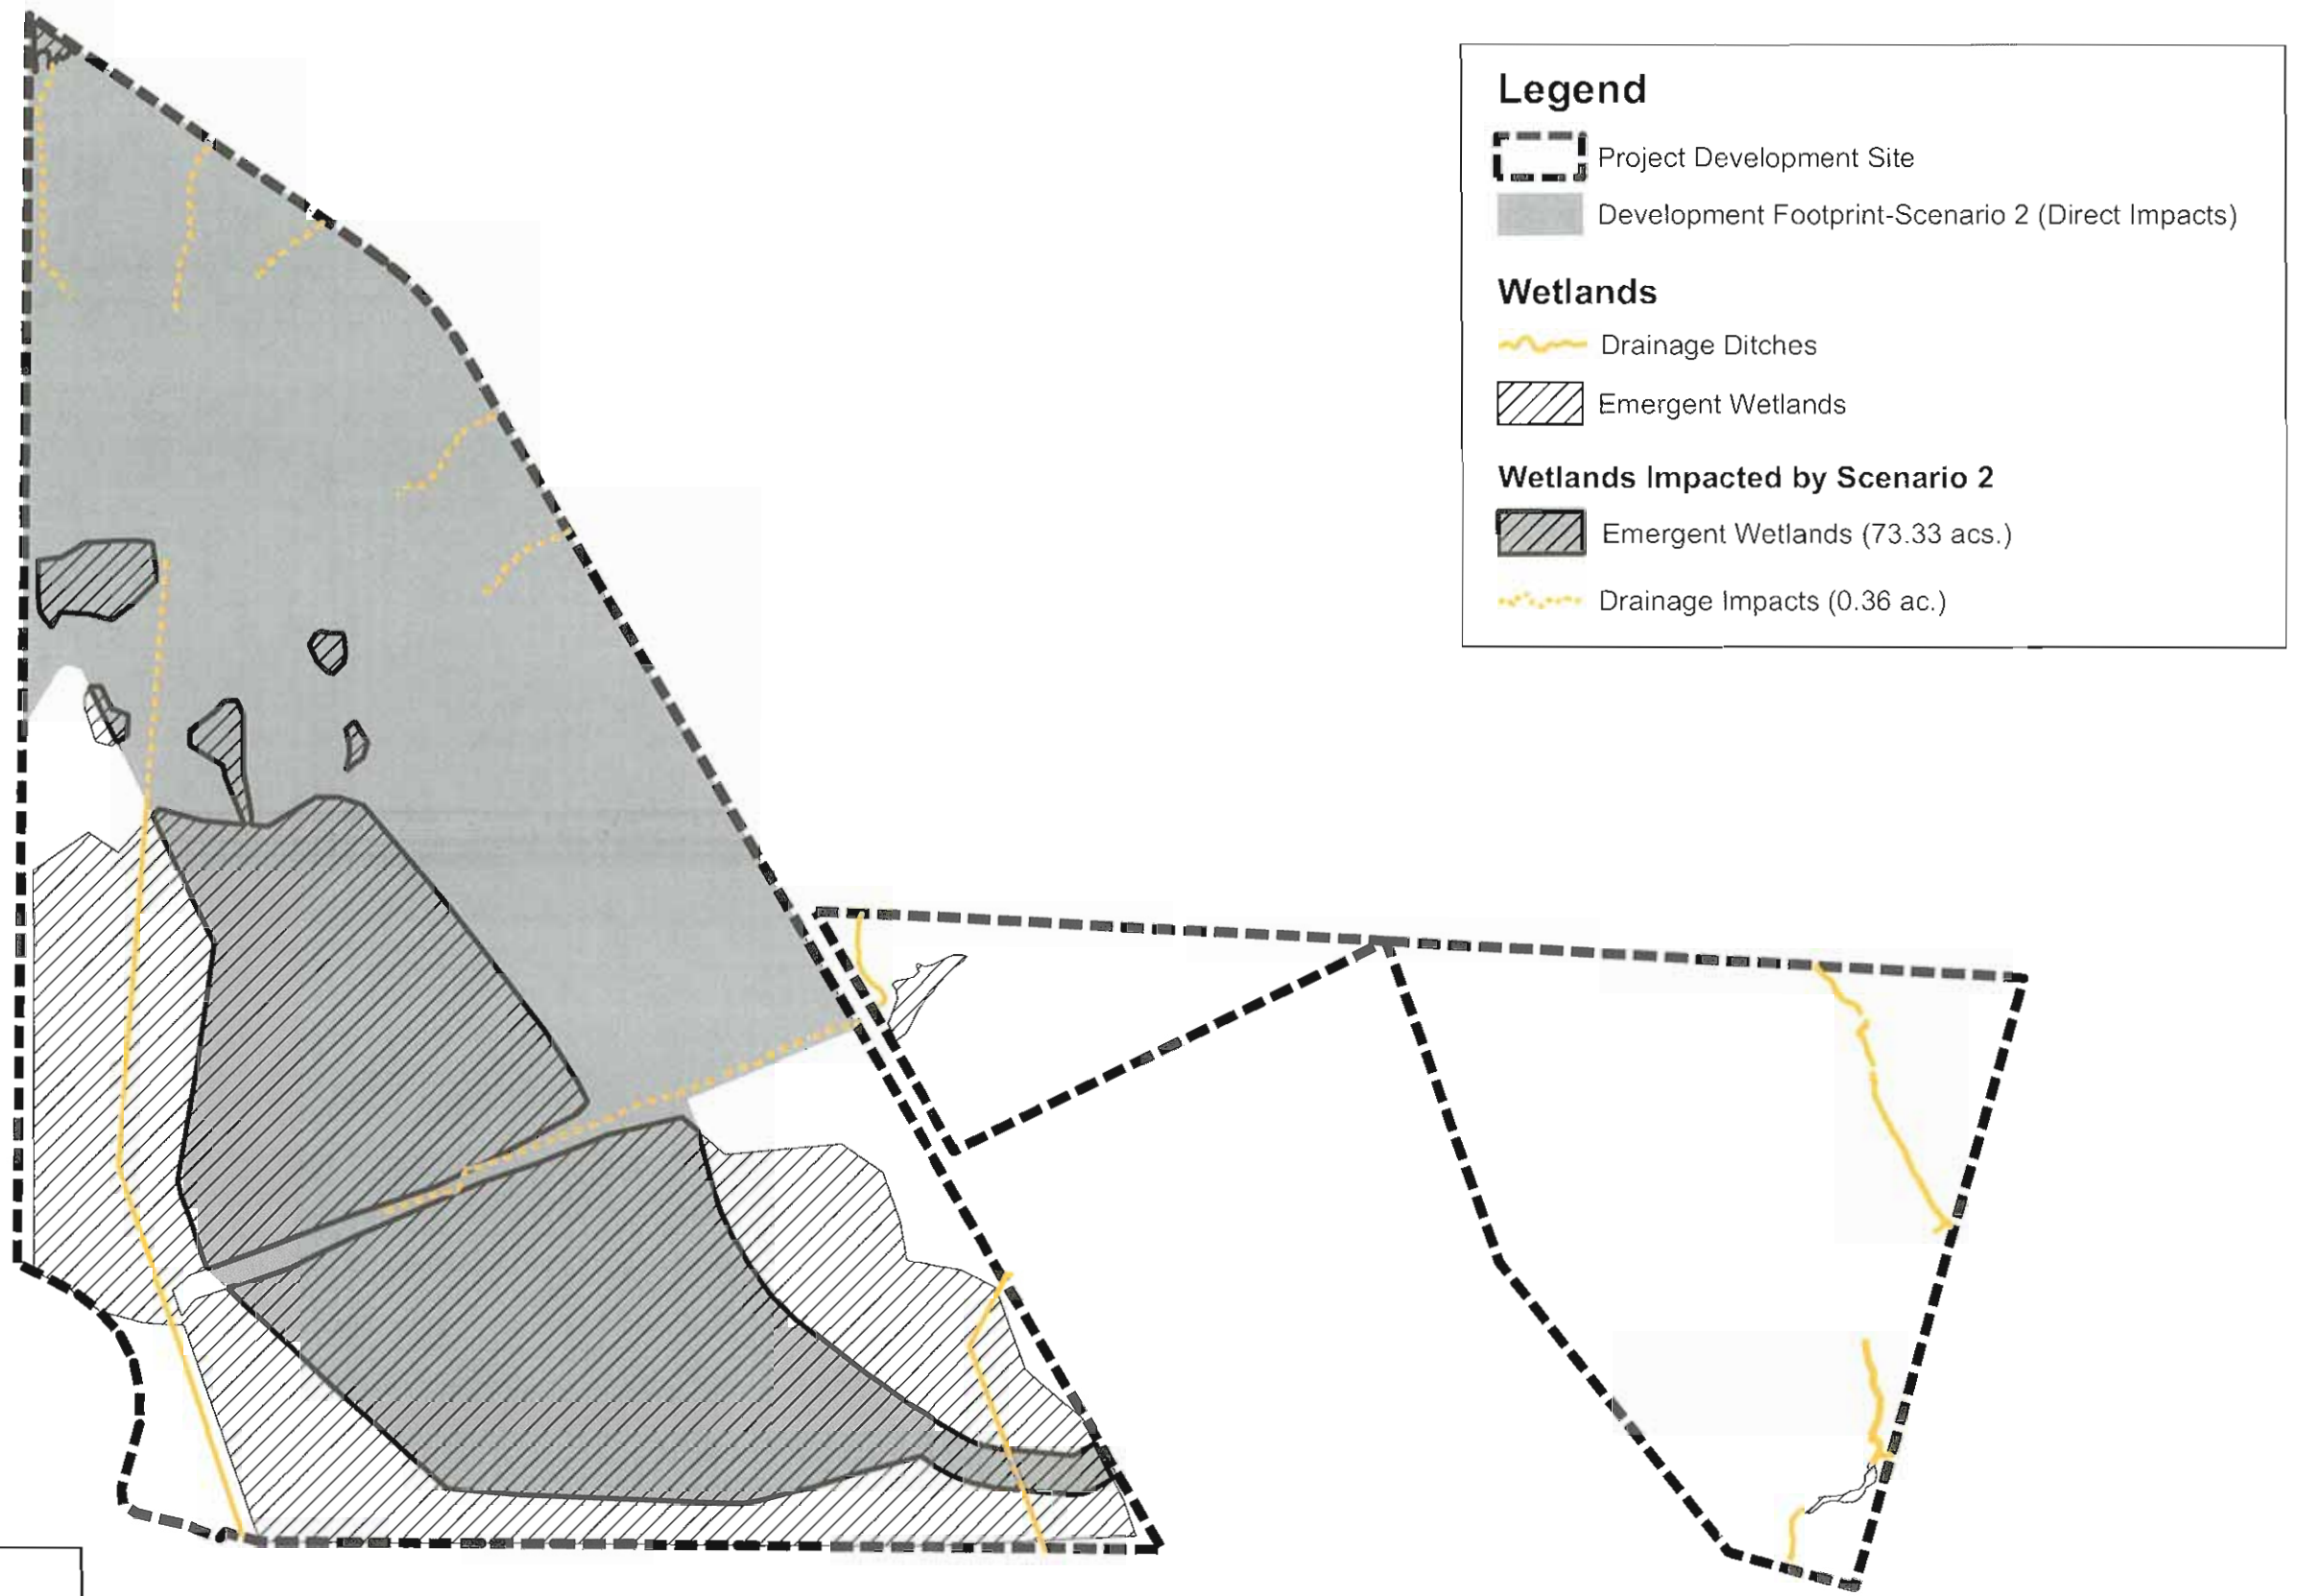 Legend
Project Development Site
Development Footprint-Scenario 2 (Direct Impacts)
Wetlands
Drainage Ditches
Emergent Wetlands
Wetlands Impacted by Scenario 2
Emergent Wetlands (73.33 acs.)
Drainage Impacts (0.36 ac.)